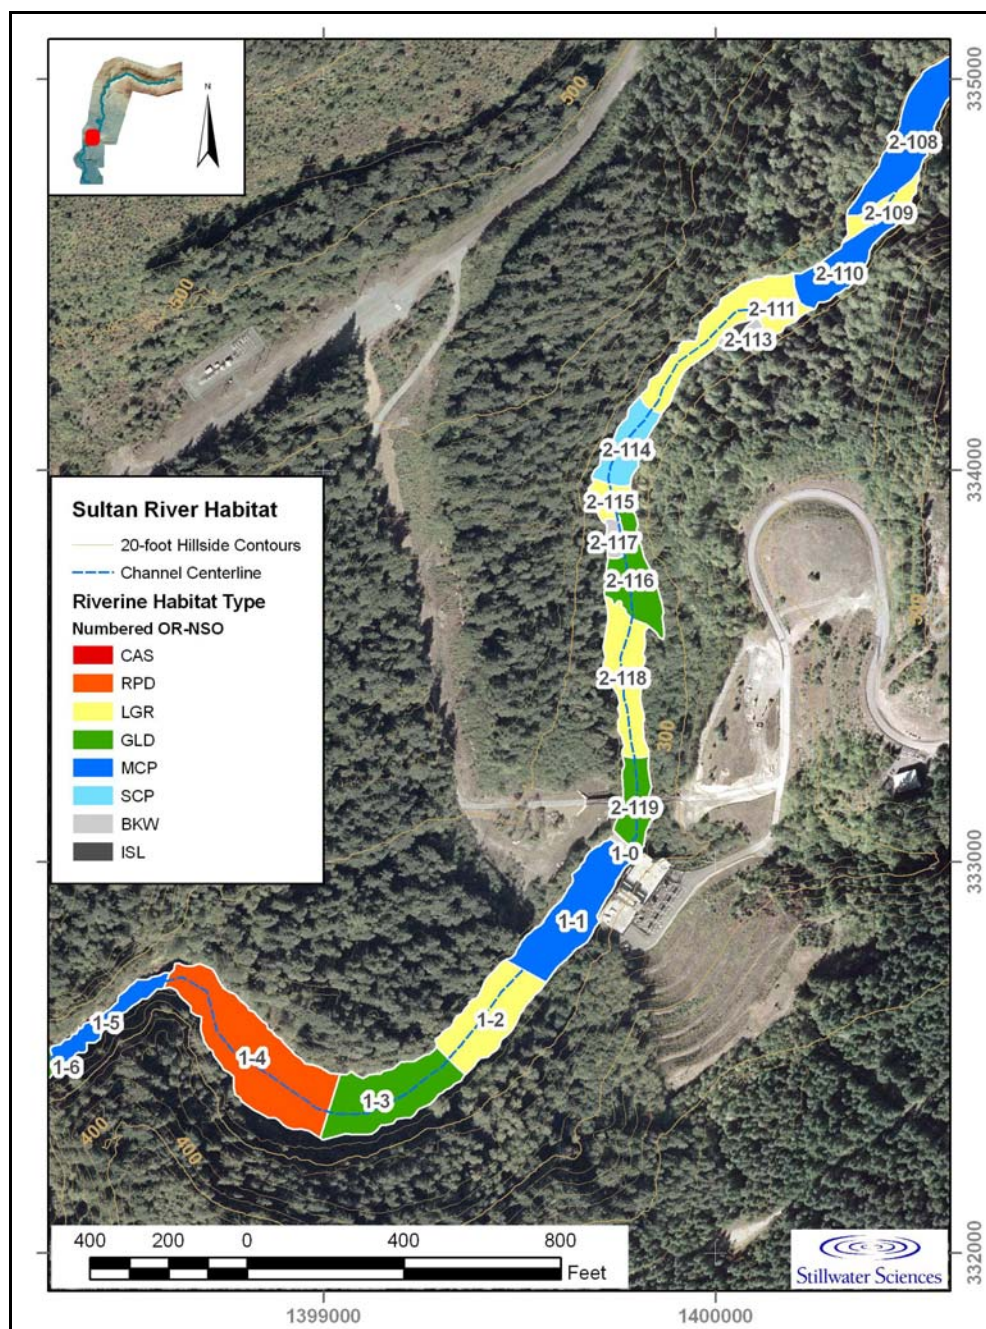 N
500
335000
2-108
2-109
2-110
500
2-111
2-113
334000
2-114
2-115
2-117
2-116
2-118
300
300
2-119
1-0
333000
1-1
1-2
1-5
1-6
1-4
1-3
400
400
Sultan River Habitat
20-foot Hillside Contours
Channel Centerline
Riverine Habitat Type
Numbered OR-NSO
CAS
RPD
LGR
GLD
MCP
SCP
BKW
ISL
400 200 0 400 800
Feet
Stillwater Sciences
332000
1399000 1400000